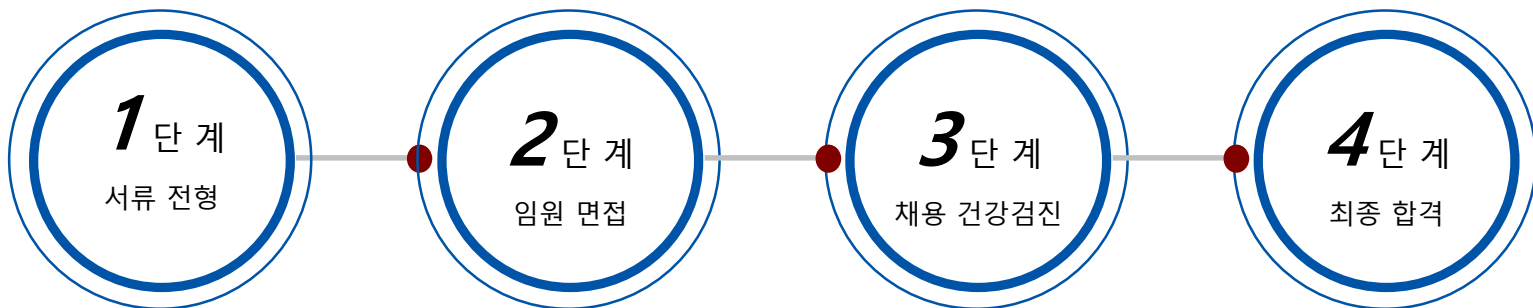 1 단 계
서류 전형
2 단 계
임원 면접
3 단 계
채용 건강검진
4 단 계
최종 합격